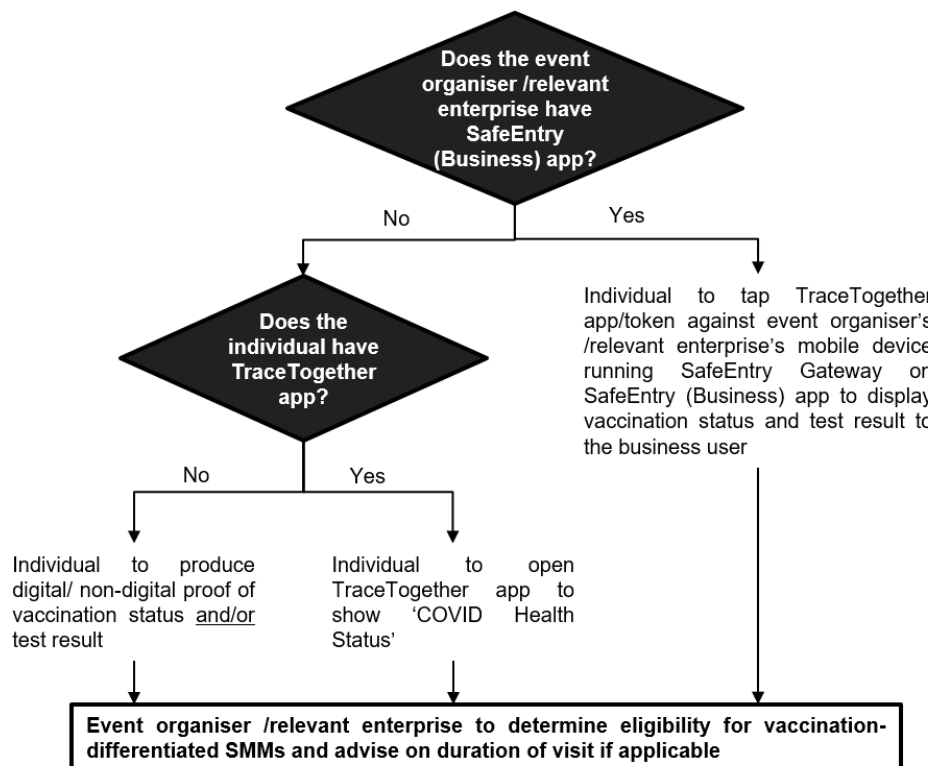 Does the event
organiser /relevant
enterprise have
SafeEntry
(Business) app?
No
Yes
Does the
individual have
TraceTogether
app?
Individual to tap TraceTogether
app/token against event organiser's
/relevant enterprise's mobile device
running SafeEntry Gateway or
SafeEntry (Business) app to display
vaccination status and test result to
the business user
No
Yes
Individual to produce
digital/ non-digital proof of
vaccination status and/or
test result
Individual to open
TraceTogether app to
show ‘COVID Health
Status’
Event organiser /relevant enterprise to determine eligibility for vaccination-
differentiated SMMs and advise on duration of visit if applicable